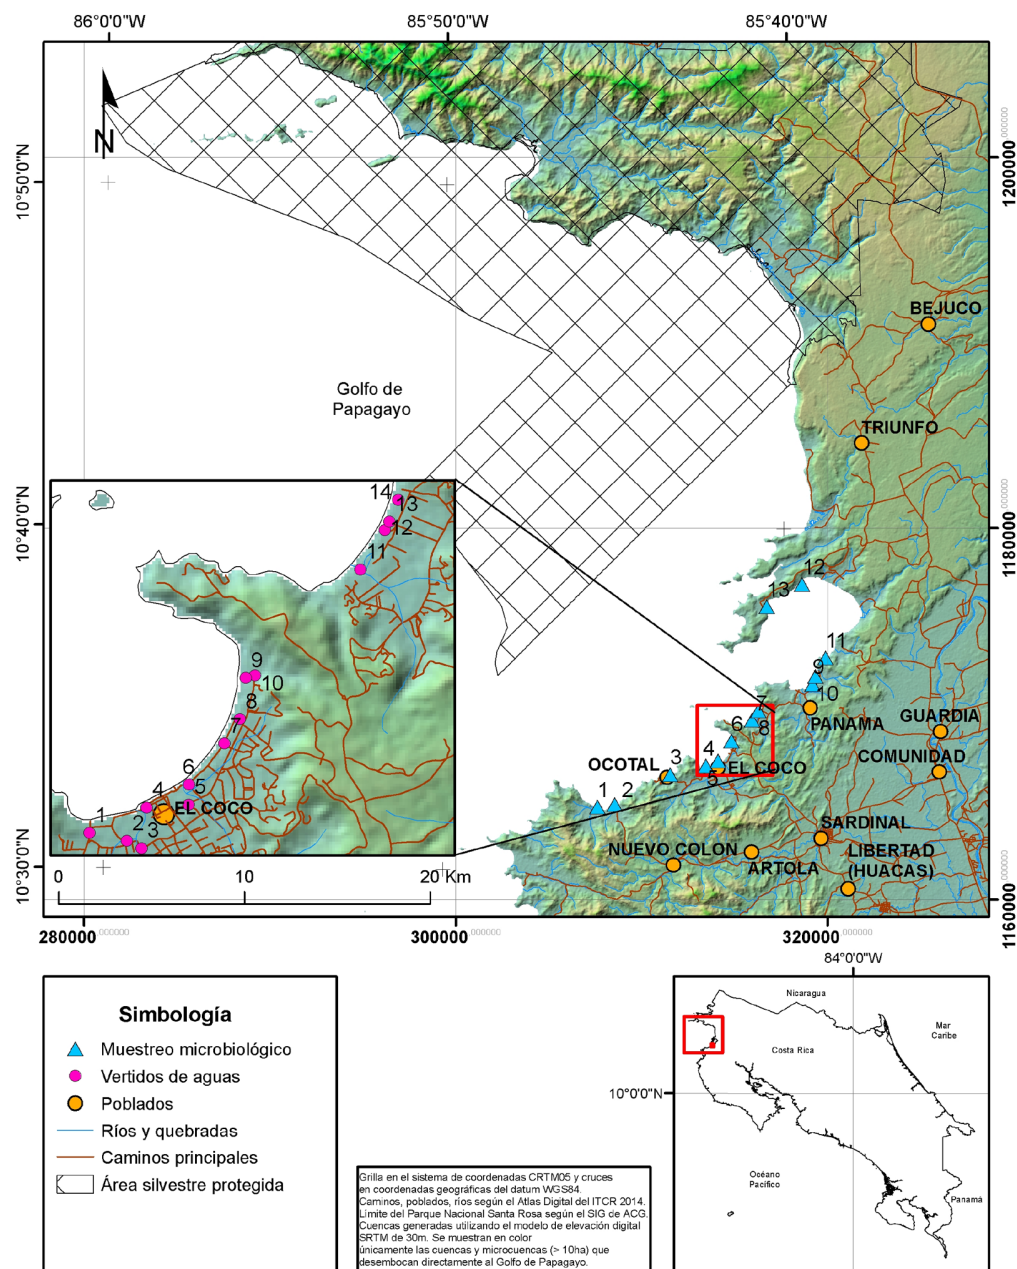 86°0'0"W
85°50'0"W
85°40'0"W
N
10°50'0"N
1200000,000000
BEJUCO
Golfo de
Papagayo
TRIUNFO
10°40'0"N
1180000,000000
14
13
12
11
9
10
8
7
6
5
4
EL COCO
1
2
3
12
13
11
9
10
PANAMA
GUARDIA
7
8
6
COMUNIDAD
OCOTAL
3
4
EL COCO
5
1
2
SARDINAL
NUEVO COLON
ARTOLA
LIBERTAD
(HUACAS)
10°30'0"N
0
10
20 Km
1160000,000000
280000,000000
300000,000000
320000,000000
84°0'0"W
Simbología
Muestreo microbiológico
Vertidos de aguas
Poblados
Ríos y quebradas
Caminos principales
Área silvestre protegida
Grilla en el sistema de coordenadas CRTM05 y cruces
en coordenadas geográficas del datum WGS84.
Caminos, poblados, ríos según el Atlas Digital del ITCR 2014.
Límite del Parque Nacional Santa Rosa según el SIG de ACG.
Cuencas generadas utilizando el modelo de elevación digital
SRTM de 30m. Se muestran en color
únicamente las cuencas y microcuencas (> 10ha) que
desembocan directamente al Golfo de Papagayo.
Nicaragua
Mar
Caribe
Costa Rica
10°0'0"N
Océano
Pacífico
Panamá